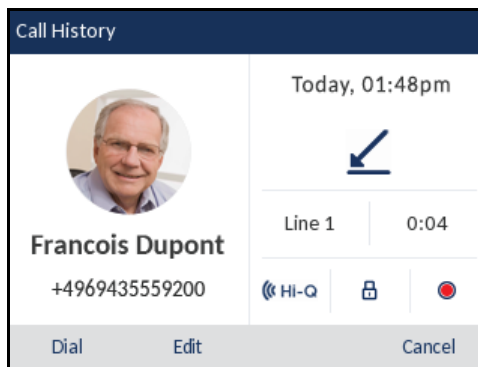 Call History
Francois Dupont
+4969435559200
Today, 01:48pm
Line 1
0:04
Hi-Q
Dial
Edit
Cancel